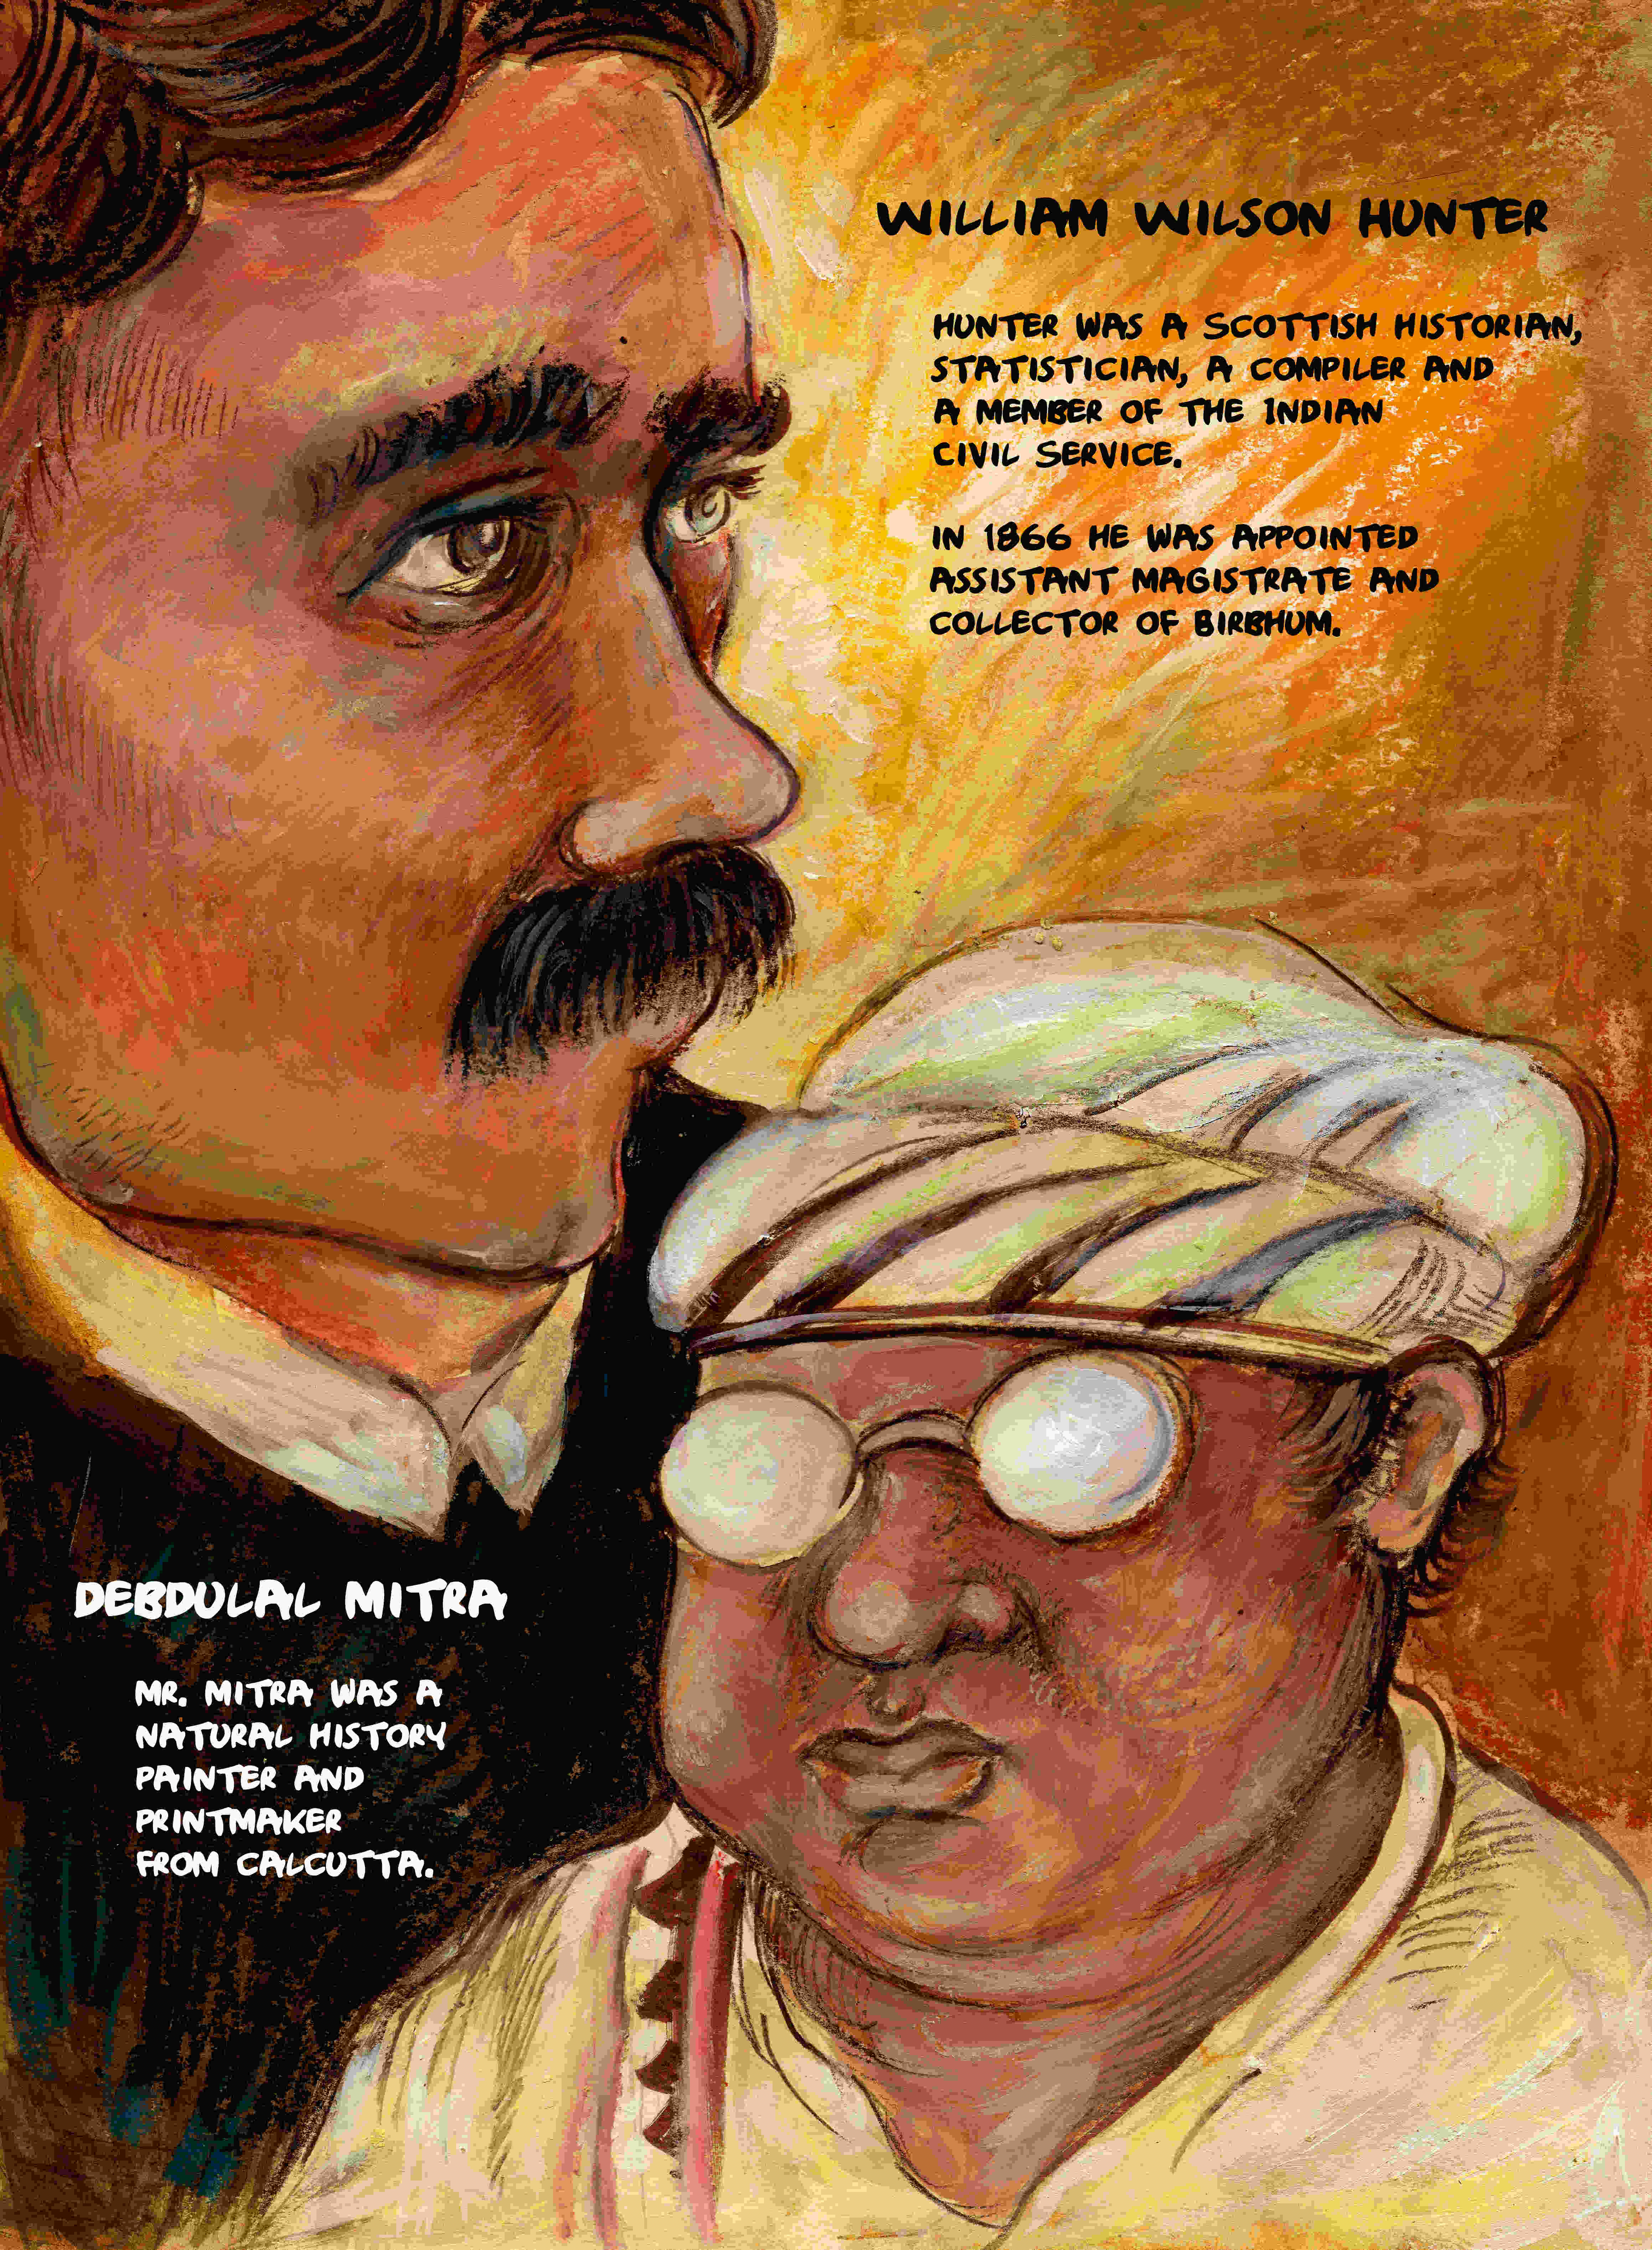 WILLIAM WILSON HUNTER
HUNTER WAS A SCOTTISH HISTORIAN,
STATISTICIAN, A COMPILER AND
A MEMBER OF THE INDIAN
CIVIL SERVICE.
IN 1866 HE WAS APPOINTED
ASSISTANT MAGISTRATE AND
COLLECTOR OF BIRBHUM.
DEBDULAL MITRA
MR. MITRA WAS A
NATURAL HISTORY
PAINTER AND
PRINTMAKER
FROM CALCUTTA.